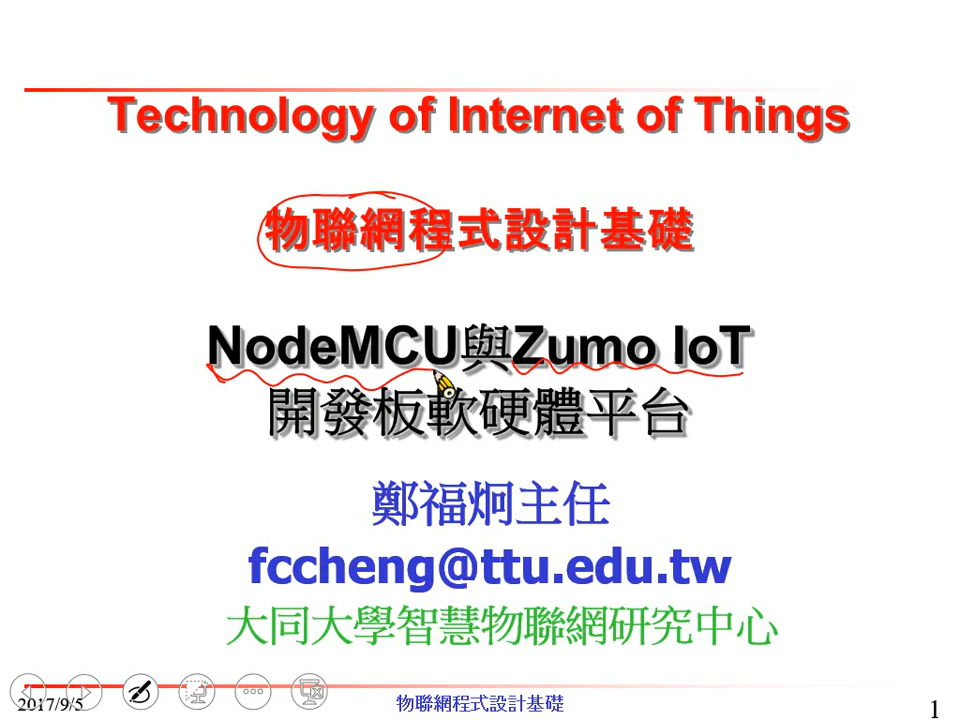 Technology of Internet of Things
物聯網程式設計基礎
NodeMCU與Zumo IoT
開發板軟硬體平台
鄭福炯主任
fccheng@ttu.edu.tw
大同大學智慧物聯網研究中心
2017/9/5
物聯網程式設計基礎
1